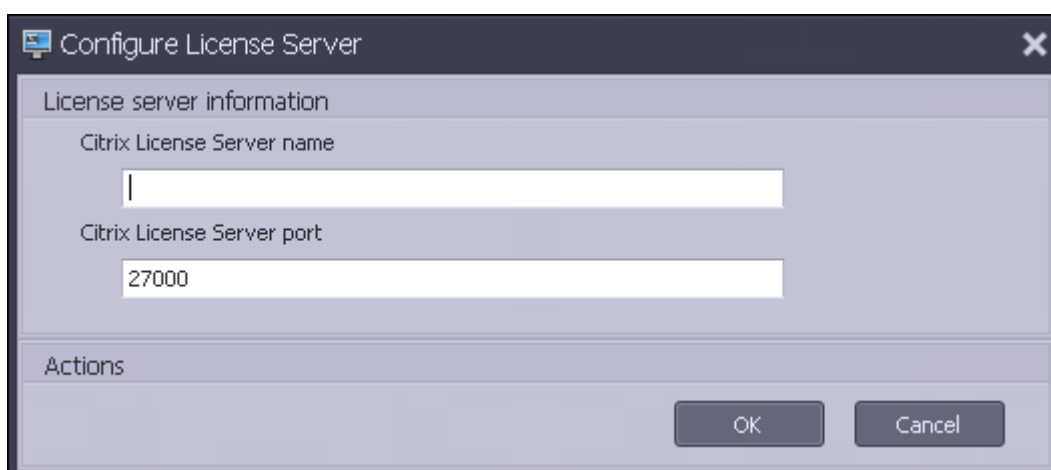 Configure License Server
License server information
Citrix License Server name
Citrix License Server port
27000
Actions
OK
Cancel